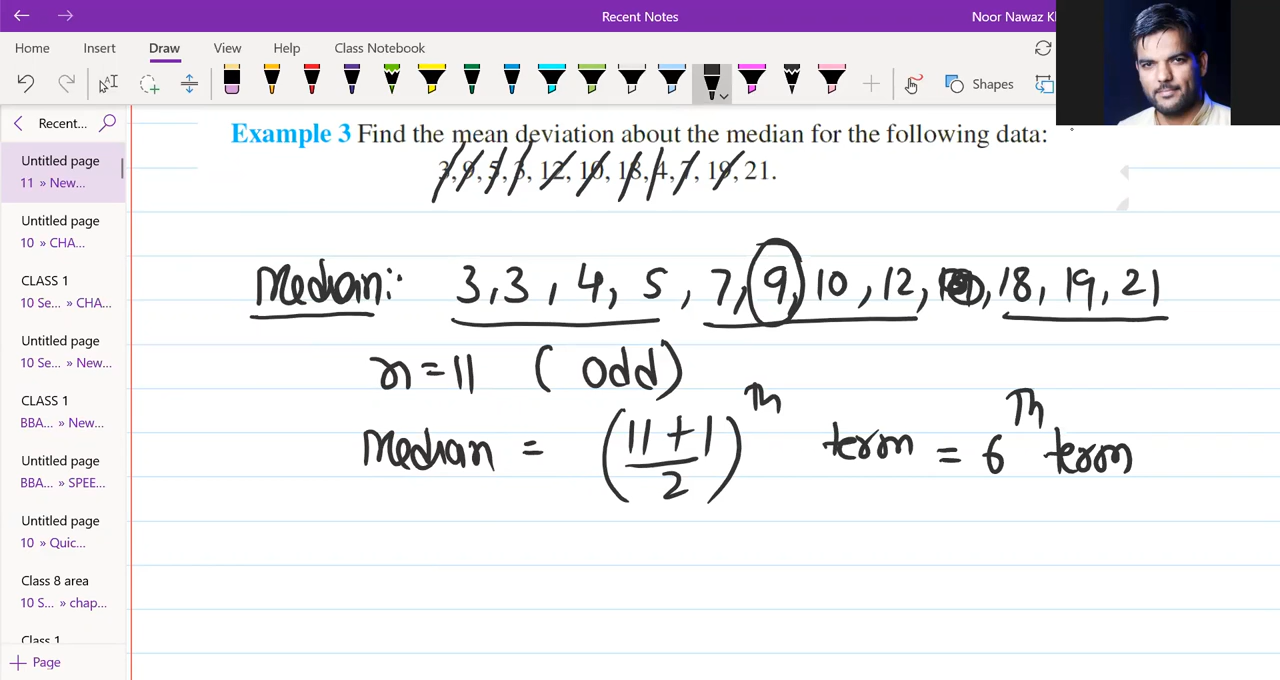 Recent Notes
Noor Nawaz Kh
Home Insert Draw View Help Class Notebook
Shapes
Recent...
Untitled page
11 » New...
Untitled page
10 » CHA...
CLASS 1
10 Se... » CHA...
Untitled page
10 Se... » New...
CLASS 1
BBA... » New...
Untitled page
BBA... » SPEE...
Untitled page
10 » Quic...
Class 8 area
10 S... » chap...
Class 1
Page
Example 3 Find the mean deviation about the median for the following data:
3, 9, 5, 3, 12, 10, 18, 4, 7, 19, 21.
Median:- 3, 3, 4, 5, 7, 9, 10, 12, 18, 19, 21
n = 11 ( odd )
Median = (11 + 1 / 2)th term = 6th term